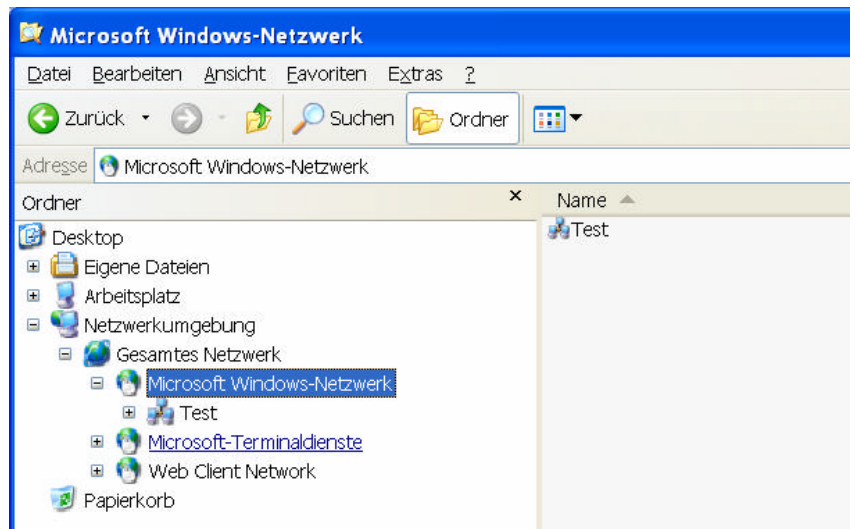 Microsoft Windows-Netzwerk
Datei Bearbeiten Ansicht Favoriten Extras ?
Zurück Suchen Ordner
Adresse Microsoft Windows-Netzwerk
Ordner x Name
Desktop Test
Eigene Dateien
Arbeitsplatz
Netzwerkumgebung
Gesamtes Netzwerk
Microsoft Windows-Netzwerk
Test
Microsoft-Terminaldienste
Web Client Network
Papierkorb